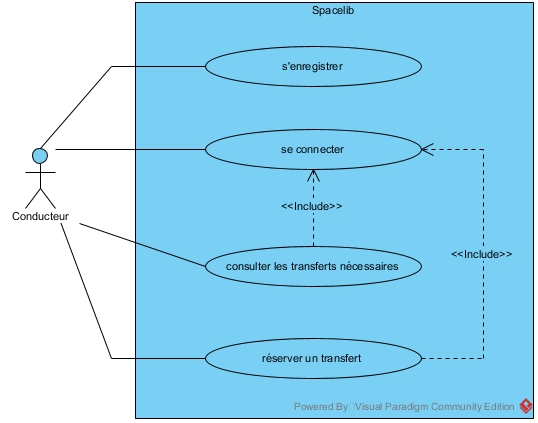 Spacelib
s'enregistrer
se connecter
<<Include>>
Conducteur
<<Include>>
consulter les transferts nécessaires
réserver un transfert
Powered By Visual Paradigm Community Edition